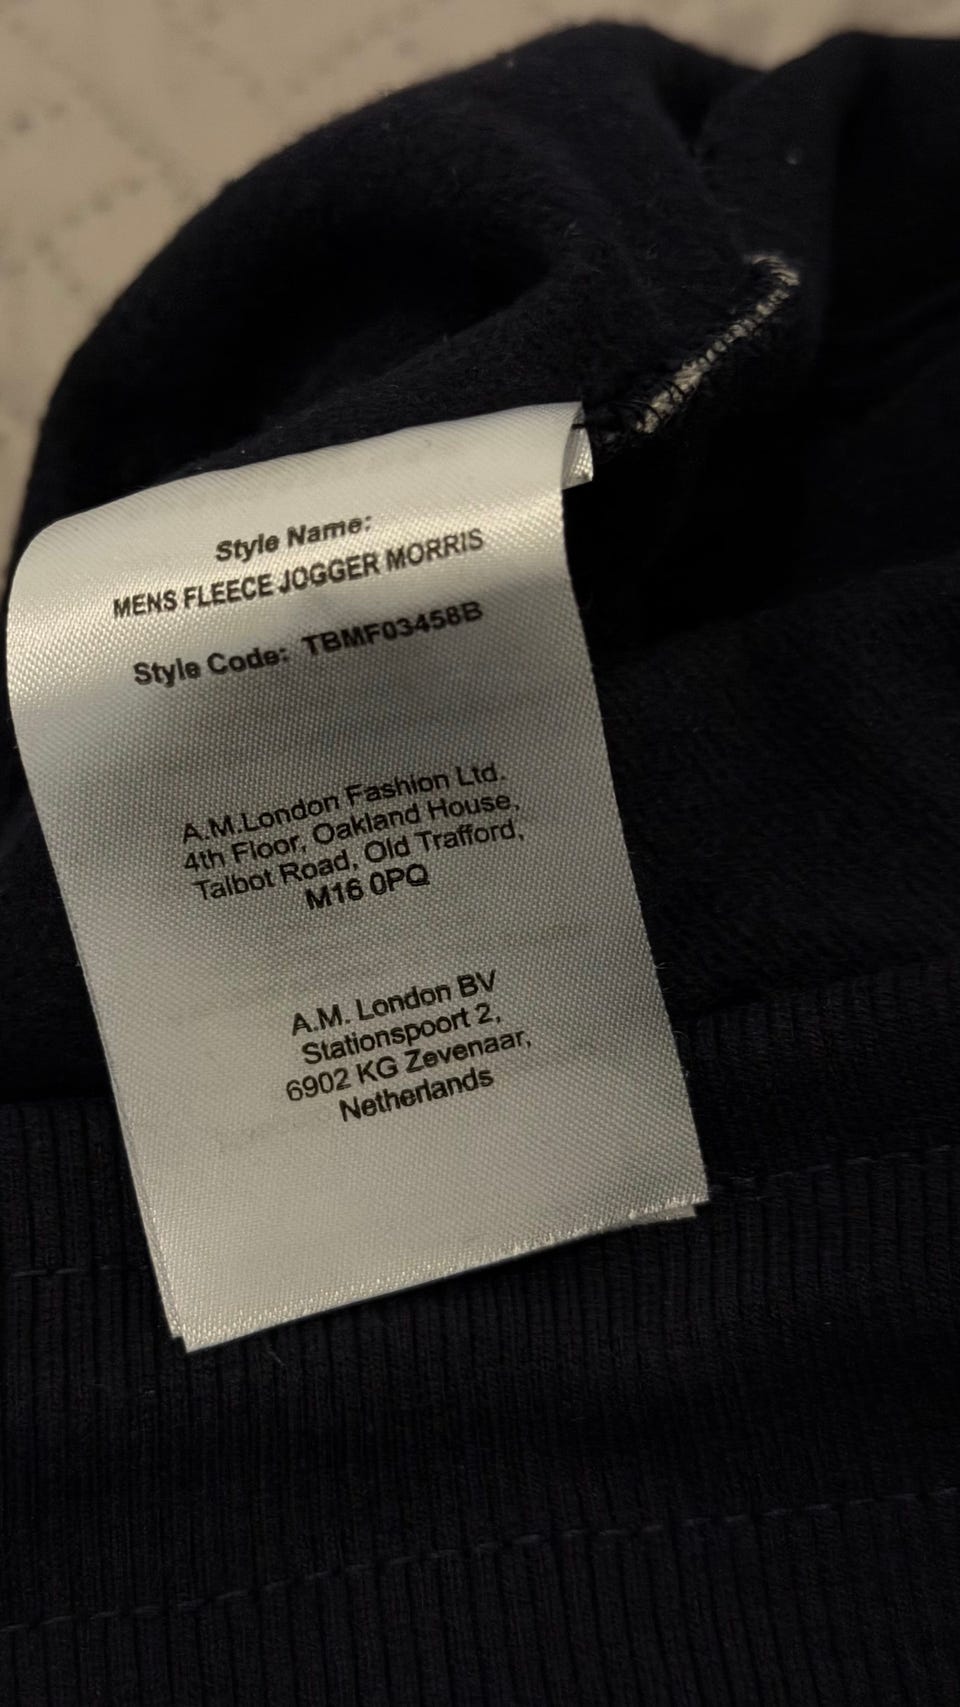 Style Name:
MENS FLEECE JOGGER MORRIS
Style Code: TBMF03458B
A.M.London Fashion Ltd.
4th Floor, Oakland House,
Talbot Road, Old Trafford,
M16 0PQ
A.M. London BV
Stationspoort 2,
6902 KG Zevenaar,
Netherlands